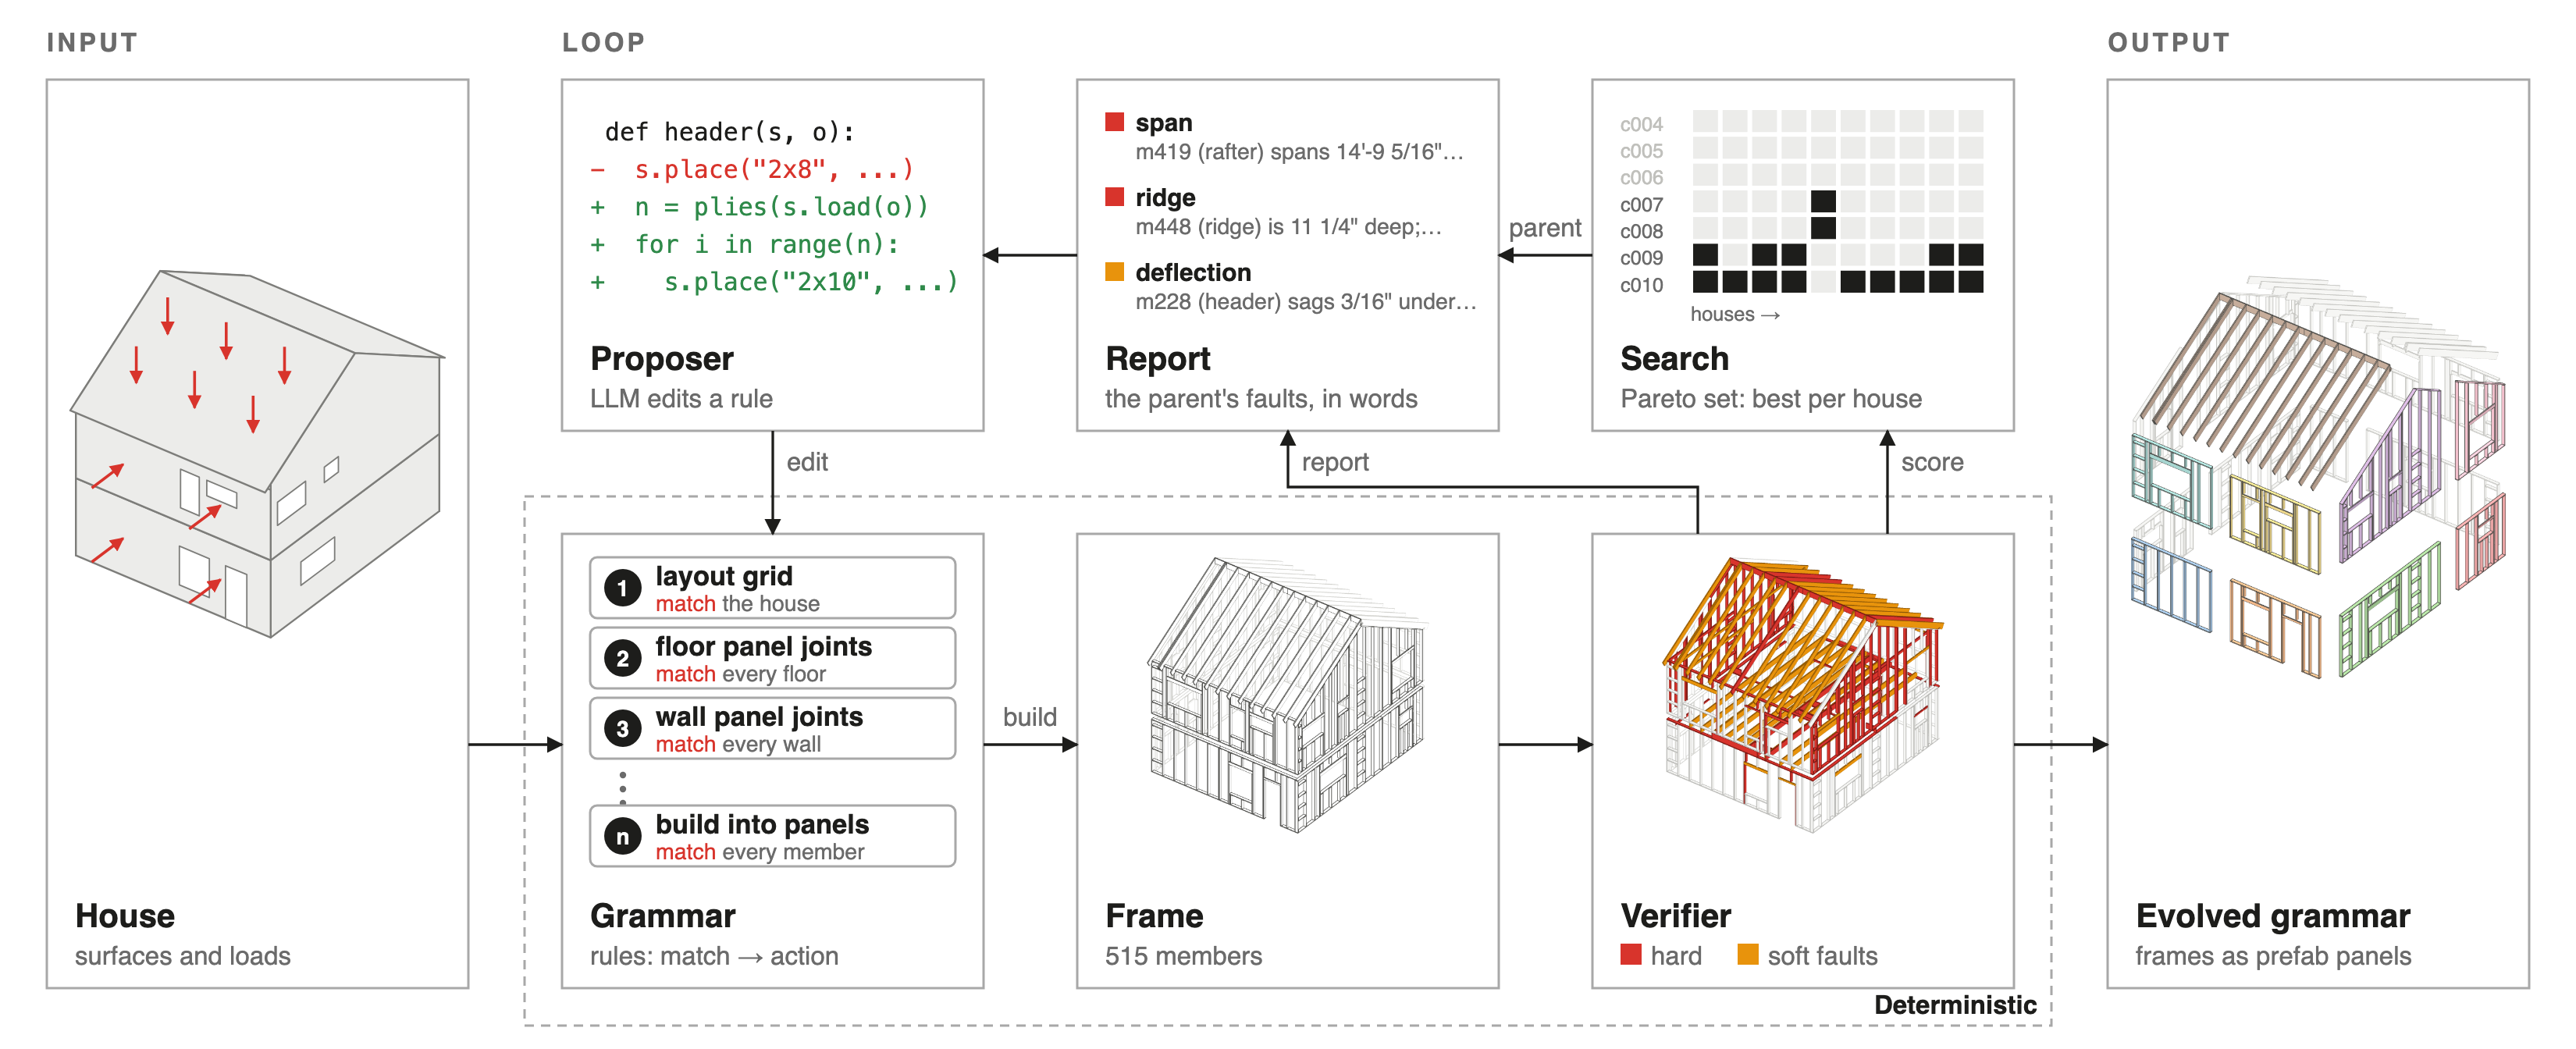 INPUT
LOOP
OUTPUT
def header(s, o):
−  s.place("2x8", ...)
+  n = plies(s.load(o))
+  for i in range(n):
+    s.place("2x10", ...)
Proposer
LLM edits a rule
span
m419 (rafter) spans 14'-9 5/16"…
ridge
m448 (ridge) is 11 1/4" deep;…
deflection
m228 (header) sags 3/16" under…
Report
the parent's faults, in words
parent
c004
c005
c006
c007
c008
c009
c010
houses →
Search
Pareto set: best per house
edit
report
score
House
surfaces and loads
1 layout grid
match the house
2 floor panel joints
match every floor
3 wall panel joints
match every wall
n build into panels
match every member
Grammar
rules: match → action
build
Frame
515 members
Verifier
hard
soft faults
Deterministic
Evolved grammar
frames as prefab panels